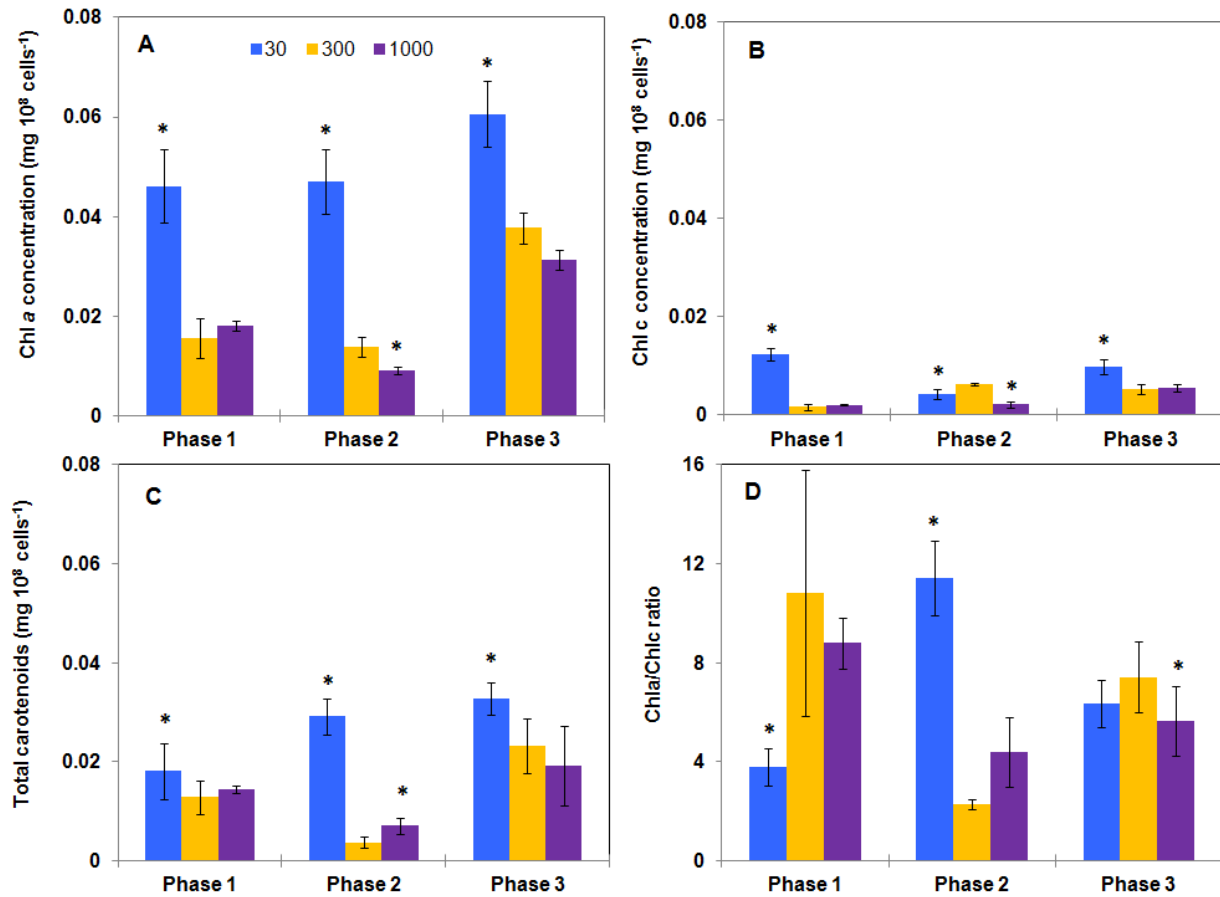 A
30 300 1000
Chl a concentration (mg 10⁸ cells⁻¹)
0.08
0.06
0.04
0.02
0
*
*
*
*
Phase 1 Phase 2 Phase 3
B
Chl c concentration (mg 10⁸ cells⁻¹)
0.08
0.06
0.04
0.02
0
*
*
*
*
Phase 1 Phase 2 Phase 3
C
Total carotenoids (mg 10⁸ cells⁻¹)
0.08
0.06
0.04
0.02
0
*
*
*
*
Phase 1 Phase 2 Phase 3
D
Chla/Chlc ratio
16
12
8
4
0
*
*
*
Phase 1 Phase 2 Phase 3